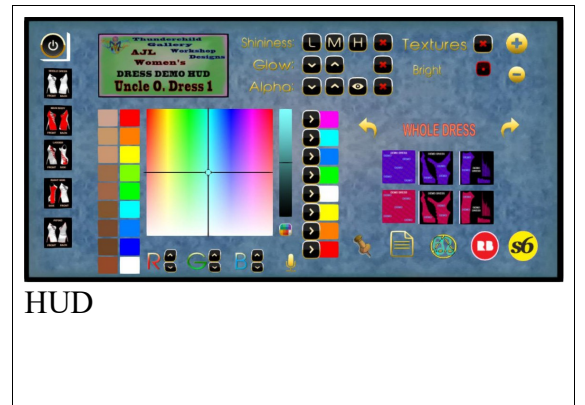 Thunderchild
Gallery
AJL Workshop
Designs
Women's
DRESS DEMO HUD
Uncle O. Dress 1
Shininess L M H
Glow
Alpha
Textures
Bright
WHOLE DRESS
R G B
RB
s6
HUD